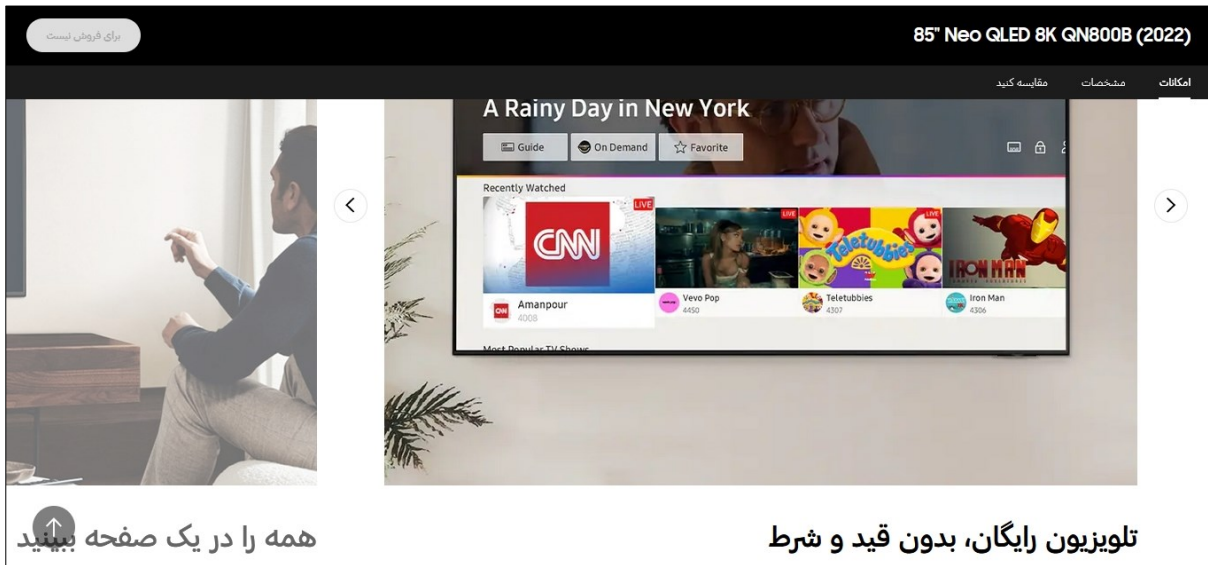 85" Neo QLED 8K QN800B (2022)
برای فروش نیست
امکانات
مشخصات
مقایسه کنید
A Rainy Day in New York
Guide
On Demand
Favorite
Recently Watched
LIVE
CNN
LIVE
Teletubbies
LIVE
IRON MAN
CNN
Amanpour
4008
Vevo Pop
4450
Teletubbies
4307
Iron Man
4306
Most Popular TV Shows
تلویزیون رایگان، بدون قید و شرط
همه را در یک صفحه ببینید